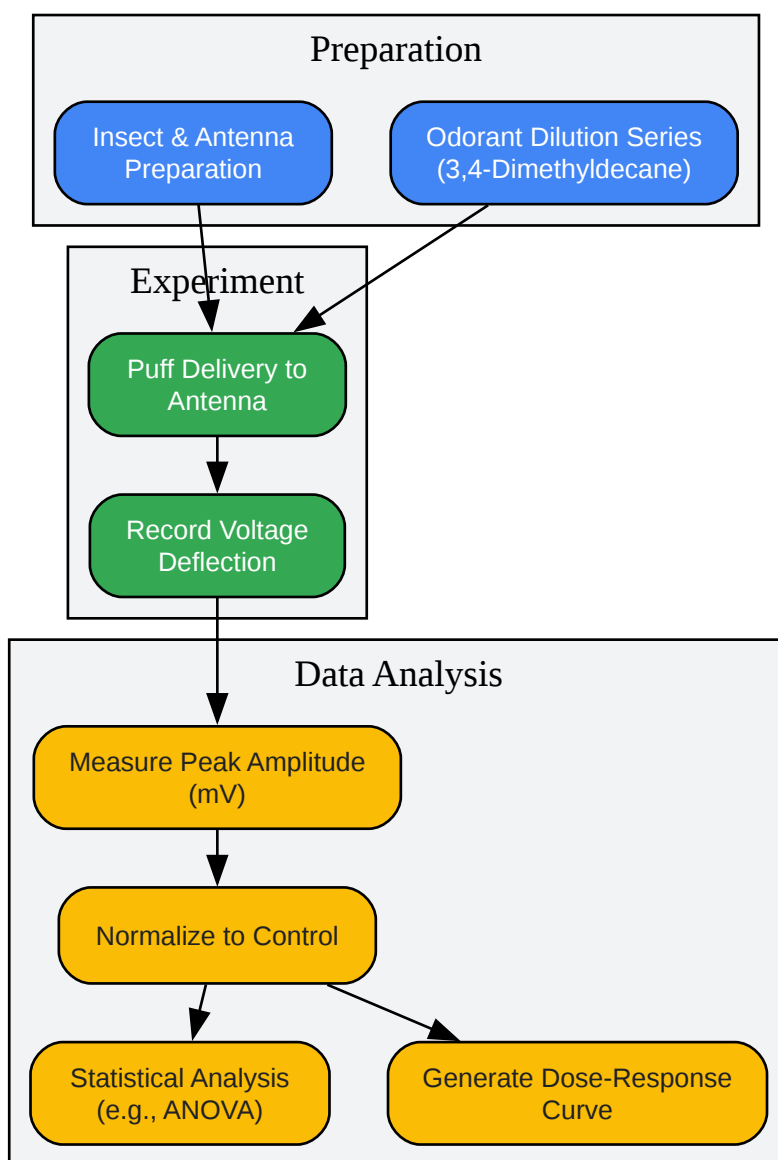 Preparation
Insect & Antenna
Preparation
Odorant Dilution Series
(3,4-Dimethyldecane)
Experiment
Puff Delivery to
Antenna
Record Voltage
Deflection
Data Analysis
Measure Peak Amplitude
(mV)
Normalize to Control
Statistical Analysis
(e.g., ANOVA)
Generate Dose-Response
Curve